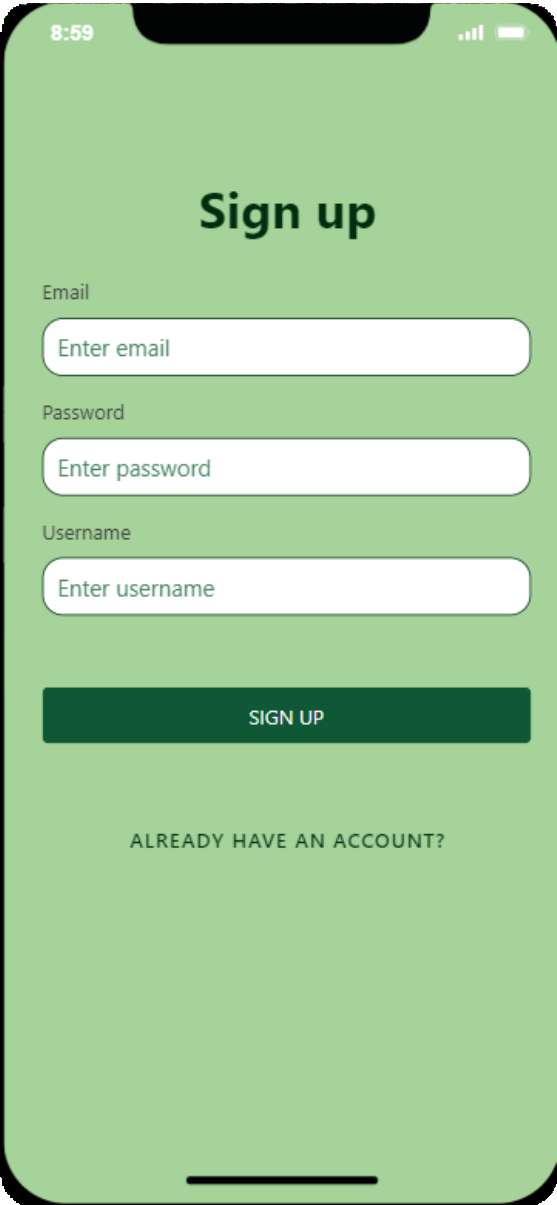 8:59
Sign up
Email
Enter email
Password
Enter password
Username
Enter username
SIGN UP
ALREADY HAVE AN ACCOUNT?